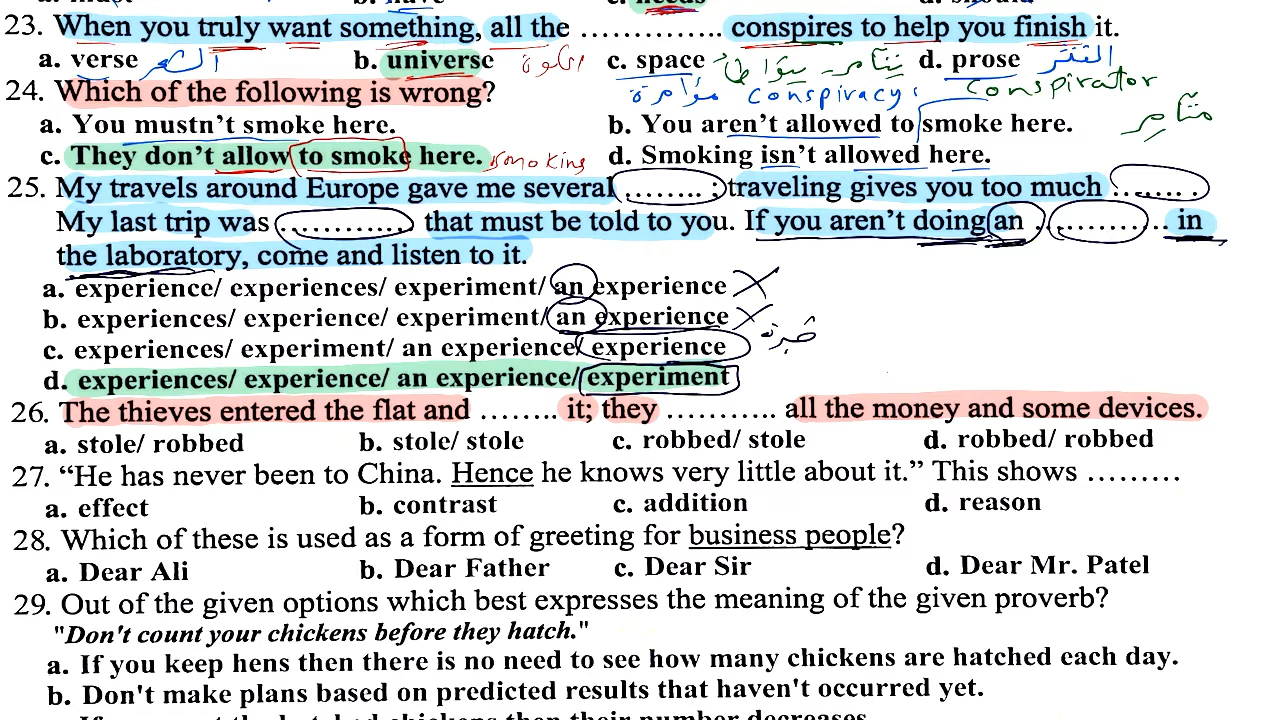 a. must b. have c. needs d. should
23. When you truly want something, all the ………….. conspires to help you finish it.
a. verse الشعر b. universe c. space يتآمر - يتواطأ d. prose النثر
مؤامرة conspiracy conspirator
متآمر
24. Which of the following is wrong?
a. You mustn't smoke here. b. You aren't allowed to smoke here.
c. They don't allow to smoke here. smoking d. Smoking isn't allowed here.
25. My travels around Europe gave me several …….. ; traveling gives you too much …….. .
My last trip was …………. that must be told to you. If you aren't doing an ………….. in
the laboratory, come and listen to it.
a. experience/ experiences/ experiment/ an experience
b. experiences/ experience/ experiment/ an experience
c. experiences/ experiment/ an experience/ experience خبرة
d. experiences/ experience/ an experience/ experiment
26. The thieves entered the flat and …….. it; they ……….. all the money and some devices.
a. stole/ robbed b. stole/ stole c. robbed/ stole d. robbed/ robbed
27. “He has never been to China. Hence he knows very little about it.” This shows ………
a. effect b. contrast c. addition d. reason
28. Which of these is used as a form of greeting for business people?
a. Dear Ali b. Dear Father c. Dear Sir d. Dear Mr. Patel
29. Out of the given options which best expresses the meaning of the given proverb?
"Don't count your chickens before they hatch."
a. If you keep hens then there is no need to see how many chickens are hatched each day.
b. Don't make plans based on predicted results that haven't occurred yet.